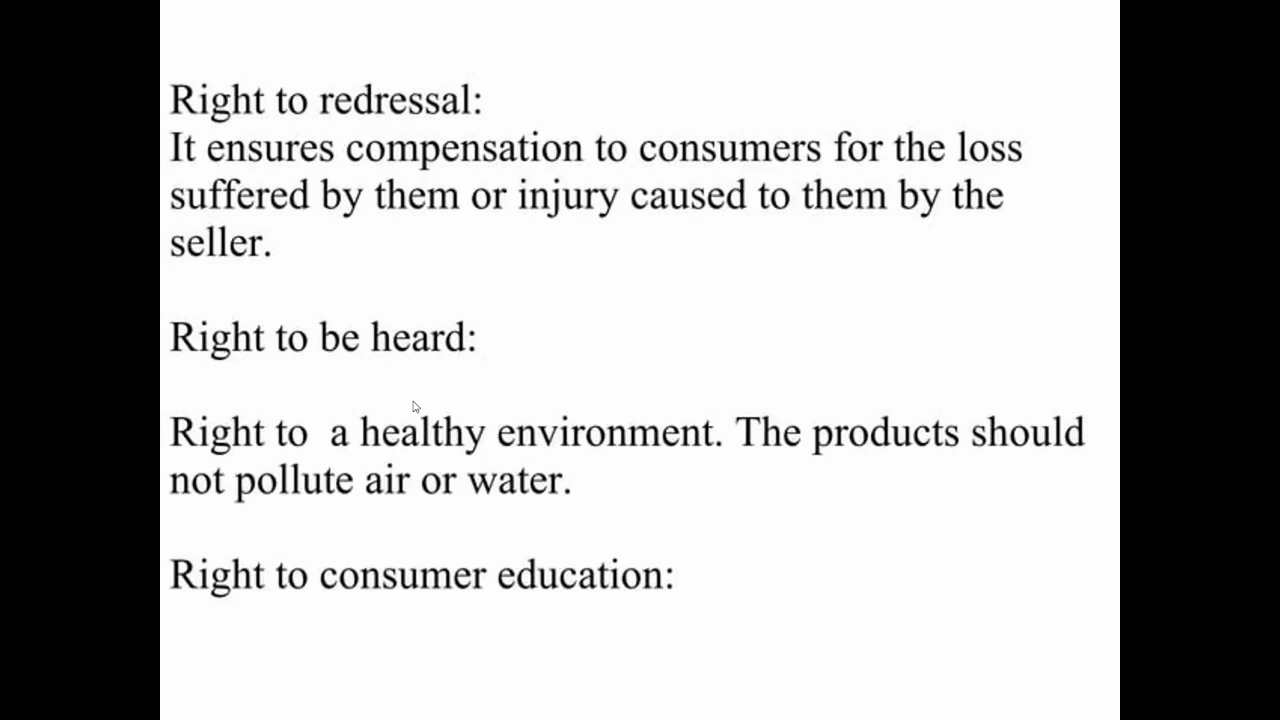 Right to redressal:
It ensures compensation to consumers for the loss
suffered by them or injury caused to them by the
seller.
Right to be heard:
Right to  a healthy environment. The products should
not pollute air or water.
Right to consumer education: